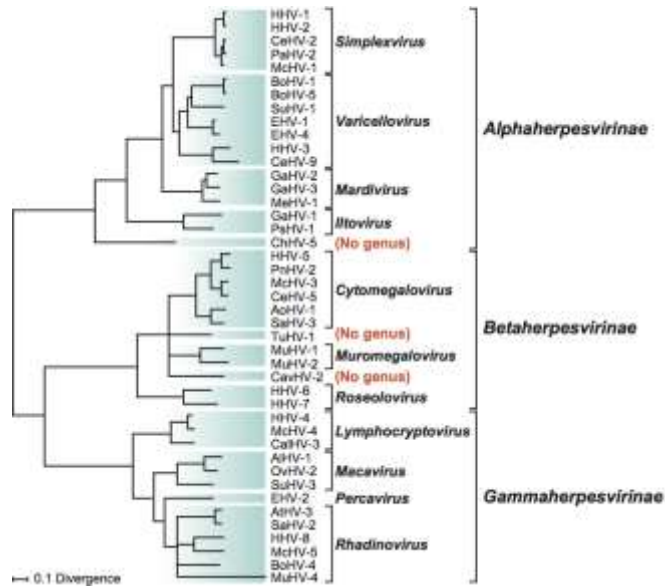 HHV-1
HHV-2
CeHV-2
PaHV-2
McHV-1
Simplexvirus
BoHV-1
BoHV-5
SuHV-1
EHV-1
EHV-4
HHV-3
CeHV-9
Varicellovirus
GaHV-2
GaHV-3
MeHV-1
Mardivirus
GaHV-1
PsHV-1
Iltovirus
ChHV-5
(No genus)
Alphaherpesvirinae
HHV-5
PnHV-2
McHV-3
CeHV-5
AoHV-1
SaHV-3
Cytomegalovirus
TuHV-1
(No genus)
MuHV-1
MuHV-2
Muromegalovirus
CavHV-2
(No genus)
HHV-6
HHV-7
Roseolovirus
Betaherpesvirinae
HHV-4
McHV-4
CalHV-3
Lymphocryptovirus
AlHV-1
OvHV-2
SuHV-3
Macavirus
EHV-2
Percavirus
AtHV-3
SaHV-2
HHV-8
McHV-5
BoHV-4
MuHV-4
Rhadinovirus
Gammaherpesvirinae
0.1 Divergence